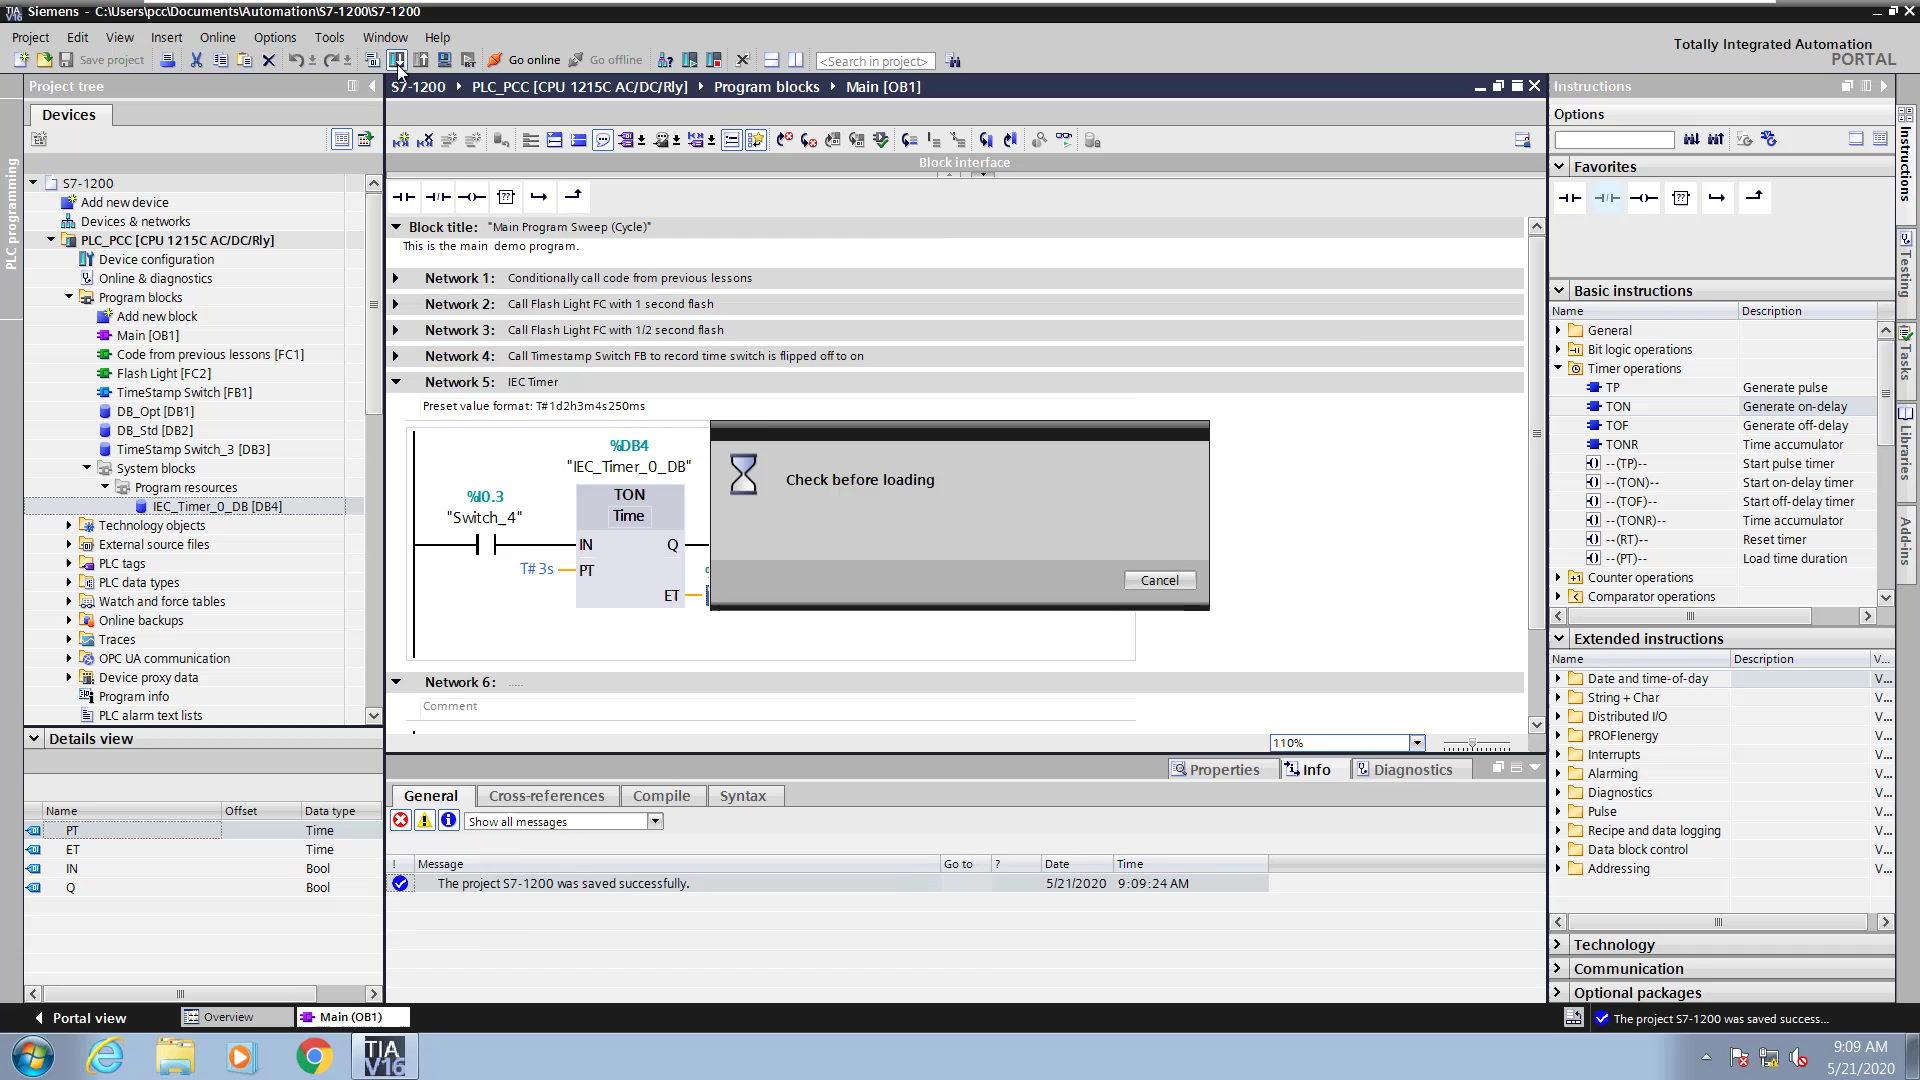 Siemens - C:\Users\pcc\Documents\Automation\S7-1200\S7-1200
Project Edit View Insert Online Options Tools Window Help
Totally Integrated Automation
PORTAL
Save project
Go online
Go offline
<Search in project>
Project tree
S7-1200 PLC_PCC [CPU 1215C AC/DC/Rly] Program blocks Main [OB1]
Instructions
Devices
Options
PLC programming
Block interface
S7-1200
Add new device
Devices & networks
PLC_PCC [CPU 1215C AC/DC/Rly]
Device configuration
Online & diagnostics
Program blocks
Add new block
Main [OB1]
Code from previous lessons [FC1]
Flash Light [FC2]
TimeStamp Switch [FB1]
DB_Opt [DB1]
DB_Std [DB2]
TimeStamp Switch_3 [DB3]
System blocks
Program resources
IEC_Timer_0_DB [DB4]
Technology objects
External source files
PLC tags
PLC data types
Watch and force tables
Online backups
Traces
OPC UA communication
Device proxy data
Program info
PLC alarm text lists
Block title: "Main Program Sweep (Cycle)"
This is the main demo program.
Network 1: Conditionally call code from previous lessons
Network 2: Call Flash Light FC with 1 second flash
Network 3: Call Flash Light FC with 1/2 second flash
Network 4: Call Timestamp Switch FB to record time switch is flipped off to on
Network 5: IEC Timer
Preset value format: T#1d2h3m4s250ms
%DB4
"IEC_Timer_0_DB"
%I0.3
"Switch_4"
TON
Time
IN Q
T#3s PT
ET
Check before loading
Cancel
Network 6: .....
Comment
110%
Favorites
Basic instructions
Name Description
General
Bit logic operations
Timer operations
TP Generate pulse
TON Generate on-delay
TOF Generate off-delay
TONR Time accumulator
--(TP)-- Start pulse timer
--(TON)-- Start on-delay timer
--(TOF)-- Start off-delay timer
--(TONR)-- Time accumulator
--(RT)-- Reset timer
--(PT)-- Load time duration
Counter operations
Comparator operations
Extended instructions
Name Description V...
Date and time-of-day V...
String + Char V...
Distributed I/O V...
PROFIenergy V...
Interrupts V...
Alarming V...
Diagnostics V...
Pulse V...
Recipe and data logging V...
Data block control V...
Addressing V...
Technology
Communication
Optional packages
Instructions
Testing
Tasks
Libraries
Add-ins
Details view
Name Offset Data type
PT Time
ET Time
IN Bool
Q Bool
Properties Info Diagnostics
General Cross-references Compile Syntax
Show all messages
! Message Go to ? Date Time
The project S7-1200 was saved successfully. 5/21/2020 9:09:24 AM
Portal view
Overview
Main (OB1)
The project S7-1200 was saved success...
TIA
V16
9:09 AM
5/21/2020